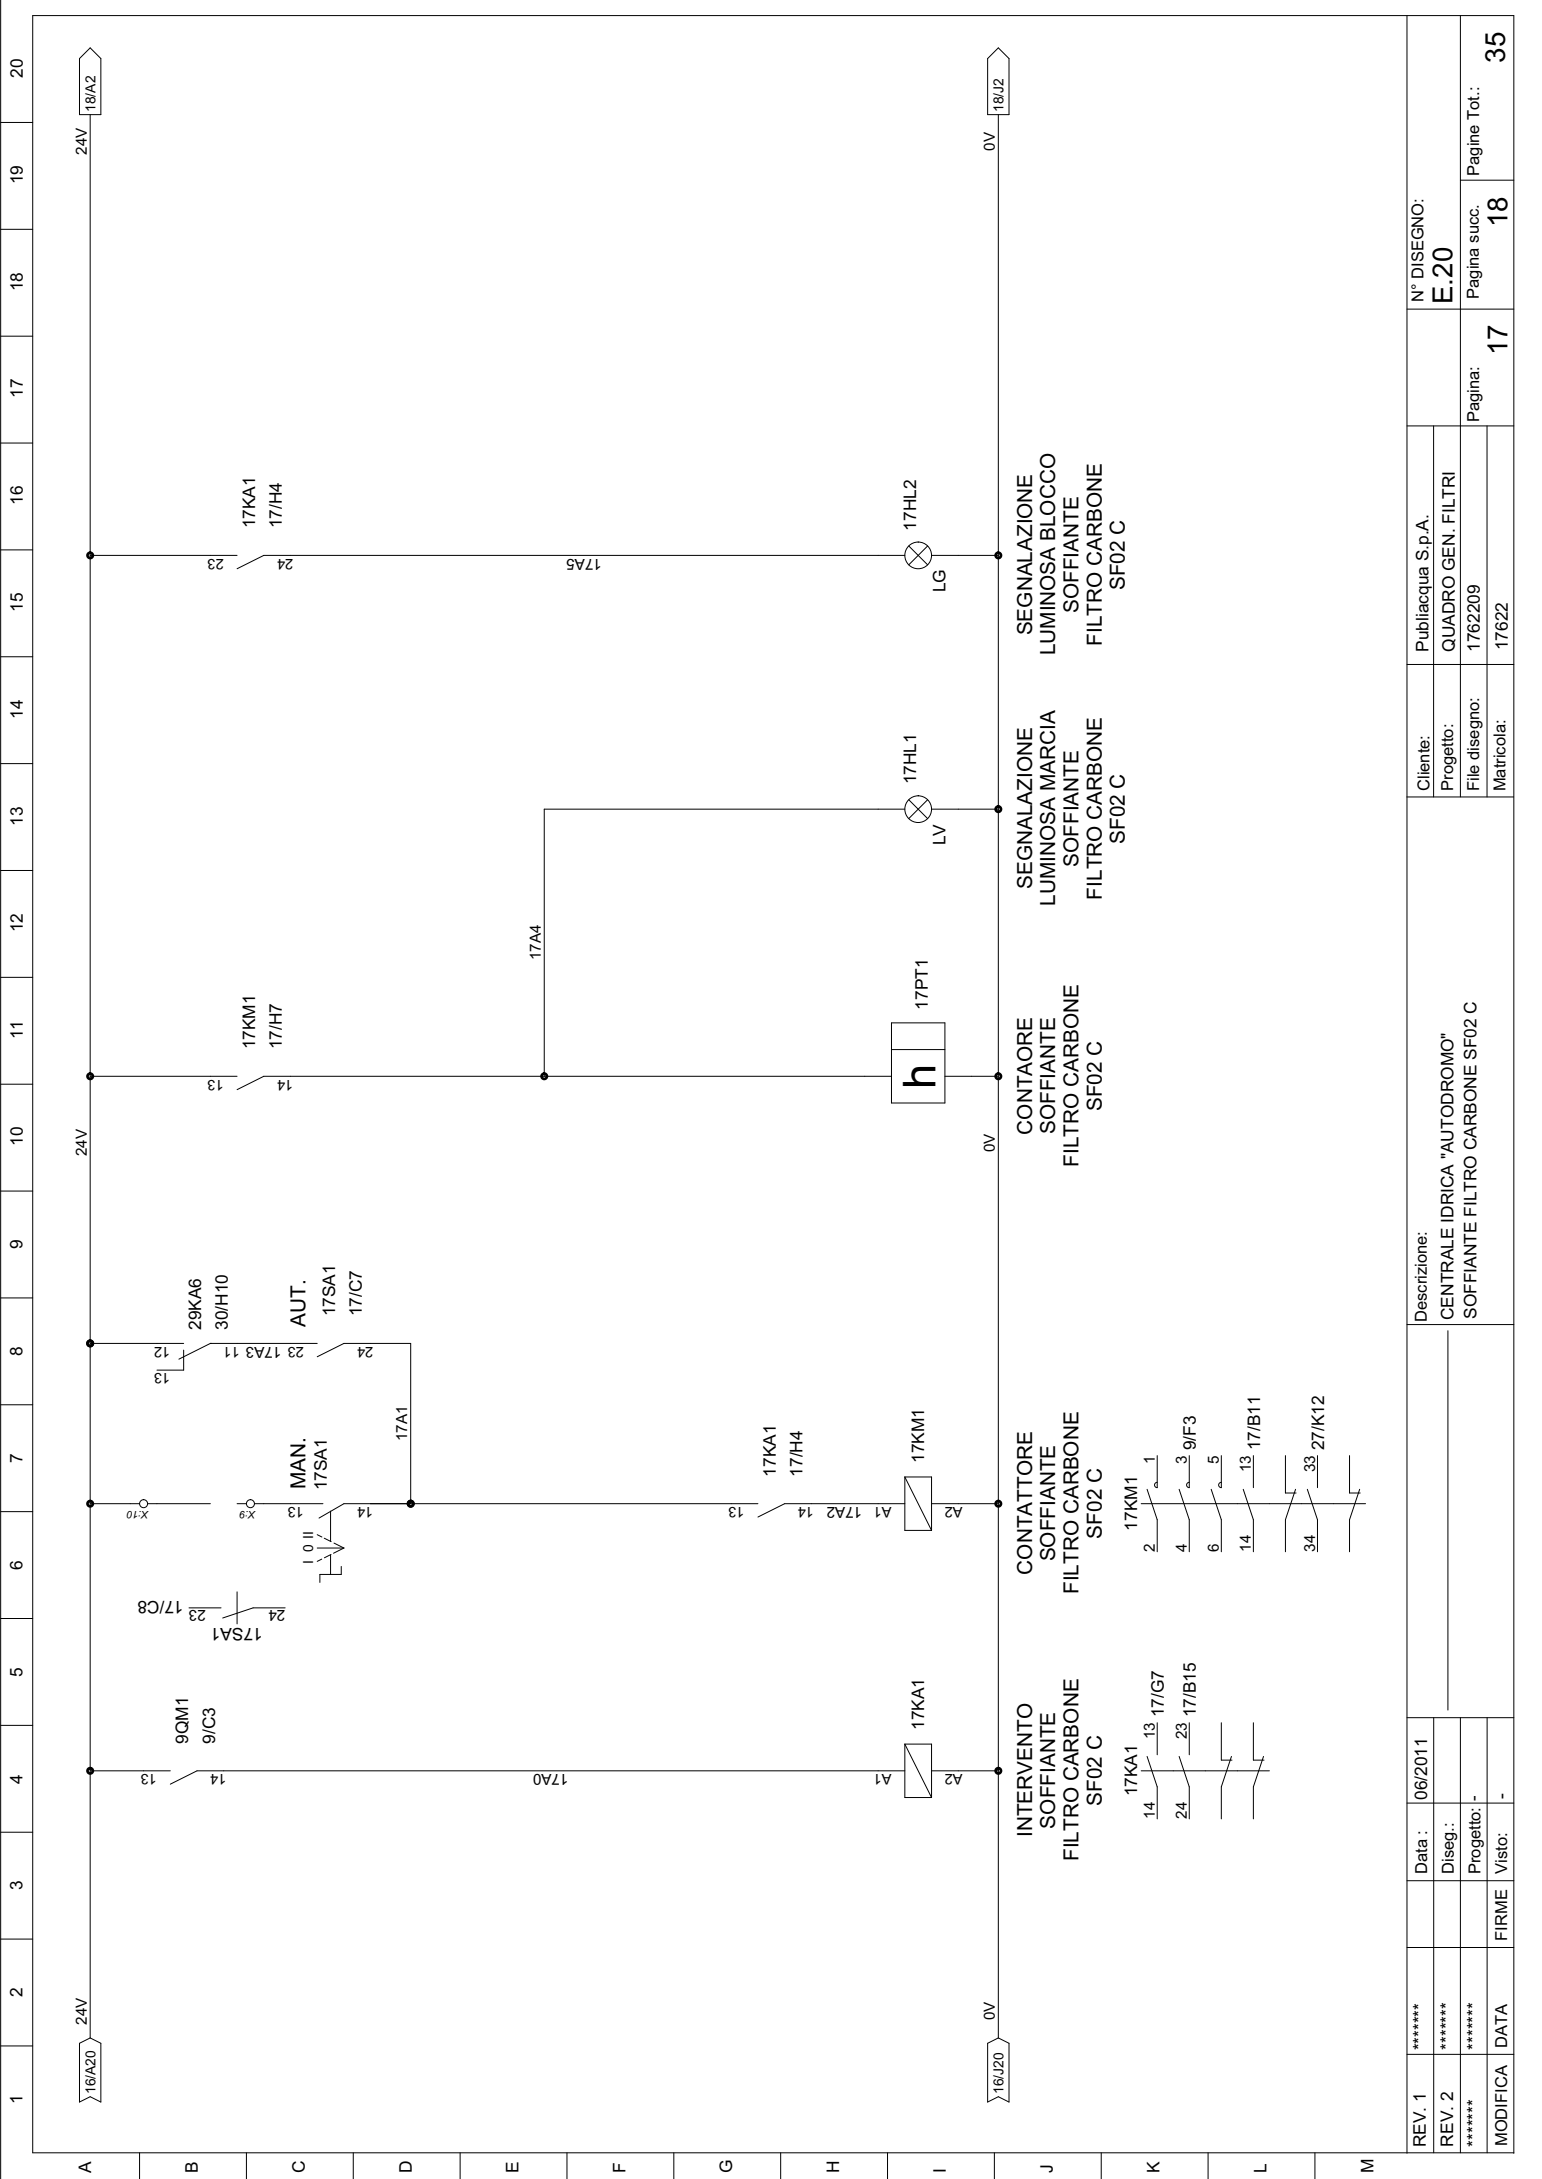 1
2
3
4
5
6
7
8
9
10
11
12
13
14
15
16
17
18
19
20
A
B
C
D
E
F
G
H
I
J
K
L
M
16/A20
24V
24V
24V
18/A2
13
14
9QM1
9/C3
17A0
A1
A2
17KA1
17/C8
23
24
17SA1
X:10
X:9
I 0 II
13
14
MAN.
17SA1
17A1
12
13
11
29KA6
30/H10
17A3
23
24
AUT.
17SA1
17/C7
13
14
17KA1
17/H4
17A2
A1
A2
17KM1
13
14
17KM1
17/H7
17A4
h
17PT1
LV
17HL1
23
24
17KA1
17/H4
17A5
LG
17HL2
16/J20
0V
0V
0V
18/J2
INTERVENTO
SOFFIANTE
FILTRO CARBONE
SF02 C
CONTATTORE
SOFFIANTE
FILTRO CARBONE
SF02 C
CONTAORE
SOFFIANTE
FILTRO CARBONE
SF02 C
SEGNALAZIONE
LUMINOSA MARCIA
SOFFIANTE
FILTRO CARBONE
SF02 C
SEGNALAZIONE
LUMINOSA BLOCCO
SOFFIANTE
FILTRO CARBONE
SF02 C
17KA1
14 13 17/G7
24 23 17/B15
17KM1
2 1
4 3 9/F3
6 5
14 13 17/B11
34 33 27/K12
REV. 1 *******
REV. 2 *******
******* *******
MODIFICA DATA FIRME
Data : 06/2011
Diseg.:
Progetto: -
Visto: -
Descrizione:
CENTRALE IDRICA "AUTODROMO"
SOFFIANTE FILTRO CARBONE SF02 C
Cliente: Publiacqua S.p.A.
Progetto: QUADRO GEN. FILTRI
File disegno: 1762209
Matricola: 17622
N° DISEGNO:
E.20
Pagina: 17
Pagina succ. 18
Pagine Tot.: 35